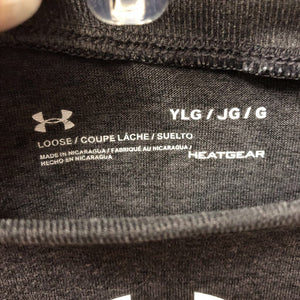 YLG / JG / G
LOOSE / COUPE LÂCHE / SUELTO
MADE IN NICARAGUA / FABRIQUÉ AU NICARAGUA /
HECHO EN NICARAGUA
HEATGEAR